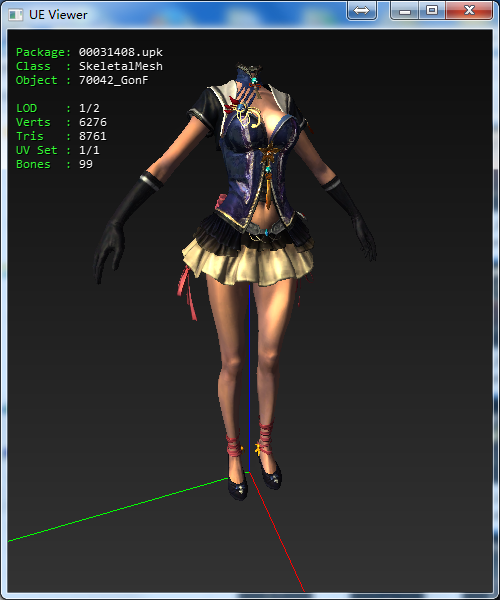 UE Viewer
Package: 00031408.upk
Class : SkeletalMesh
Object : 70042_GonF
LOD : 1/2
Verts : 6276
Tris : 8761
UV Set : 1/1
Bones : 99